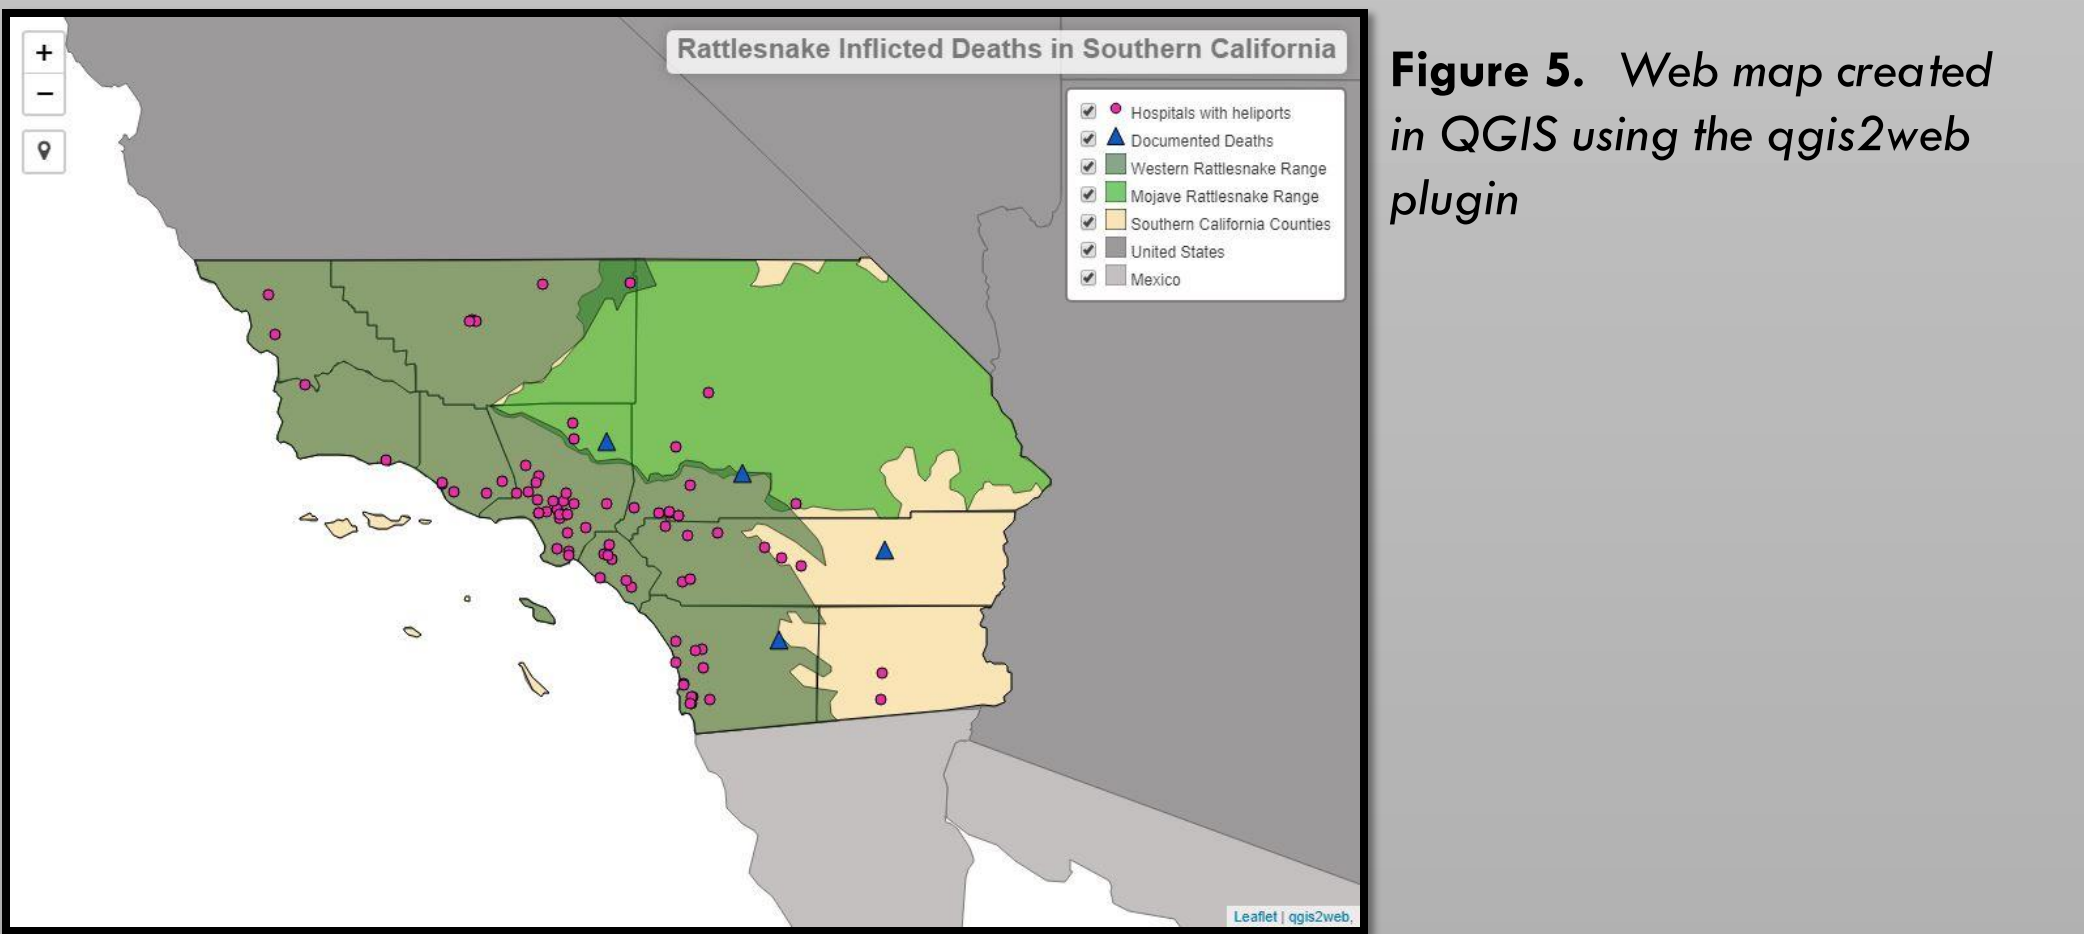 +
−
Rattlesnake Inflicted Deaths in Southern California
Hospitals with heliports
Documented Deaths
Western Rattlesnake Range
Mojave Rattlesnake Range
Southern California Counties
United States
Mexico
Leaflet | qgis2web,
Figure 5. Web map created
in QGIS using the qgis2web
plugin